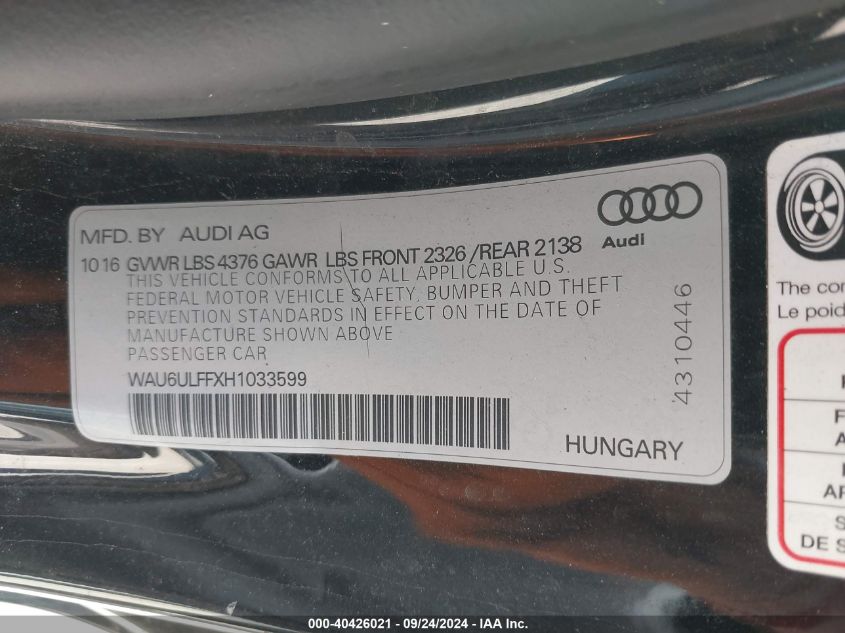 MFD. BY AUDI AG
Audi
10 16 GVWR LBS 4376 GAWR LBS FRONT 2326 / REAR 2138
THIS VEHICLE CONFORMS TO ALL APPLICABLE U.S.
FEDERAL MOTOR VEHICLE SAFETY, BUMPER AND THEFT
PREVENTION STANDARDS IN EFFECT ON THE DATE OF
MANUFACTURE SHOWN ABOVE
PASSENGER CAR
WAU6ULFFXH1033599
HUNGARY
4310446
The
Le
DE
000-40426021 - 09/24/2024 - IAA Inc.